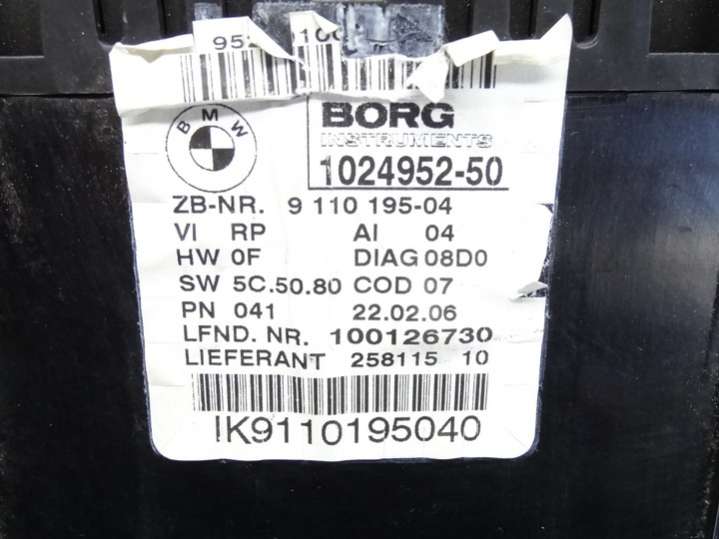 BMW
BORG
INSTRUMENTS
1024952-50
ZB-NR. 9 110 195-04
VI RP AI 04
HW 0F DIAG 08D0
SW 5C.50.80 COD 07
PN 041 22.02.06
LFND. NR. 100126730
LIEFERANT 258115 10
IK9110195040